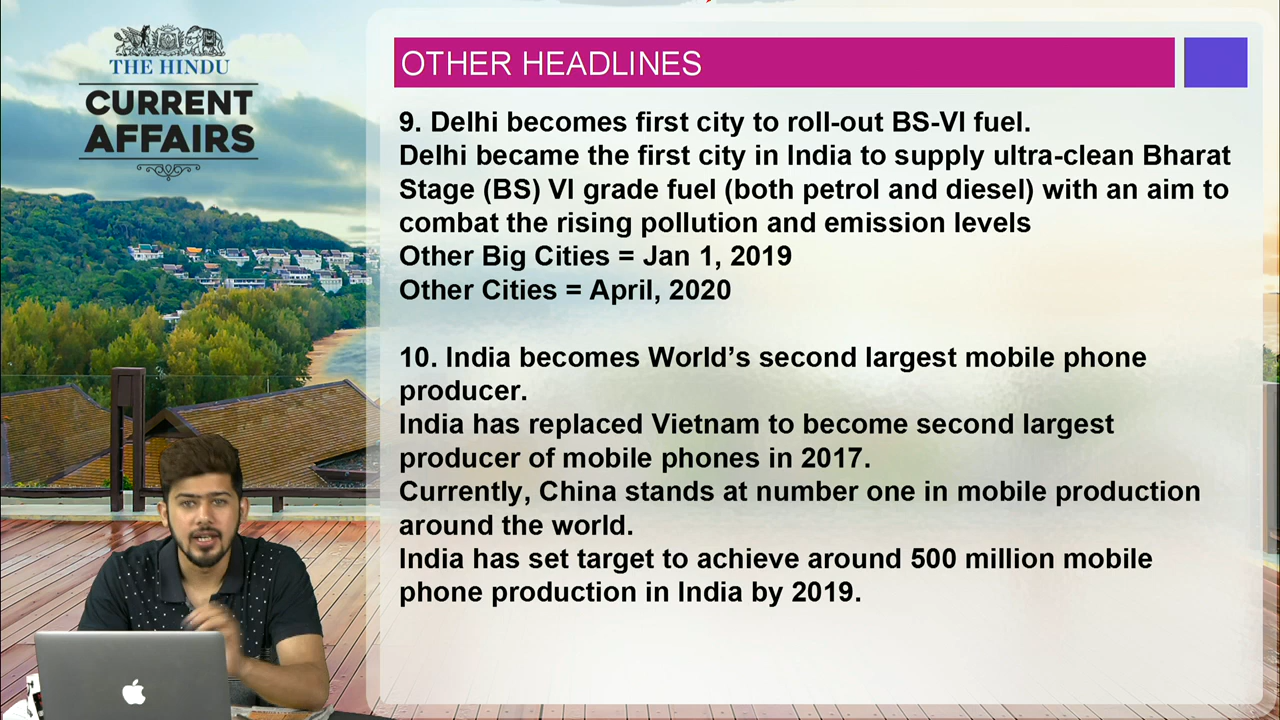 THE HINDU
CURRENT
AFFAIRS
OTHER HEADLINES
9. Delhi becomes first city to roll-out BS-VI fuel.
Delhi became the first city in India to supply ultra-clean Bharat
Stage (BS) VI grade fuel (both petrol and diesel) with an aim to
combat the rising pollution and emission levels
Other Big Cities = Jan 1, 2019
Other Cities = April, 2020
10. India becomes World’s second largest mobile phone
producer.
India has replaced Vietnam to become second largest
producer of mobile phones in 2017.
Currently, China stands at number one in mobile production
around the world.
India has set target to achieve around 500 million mobile
phone production in India by 2019.